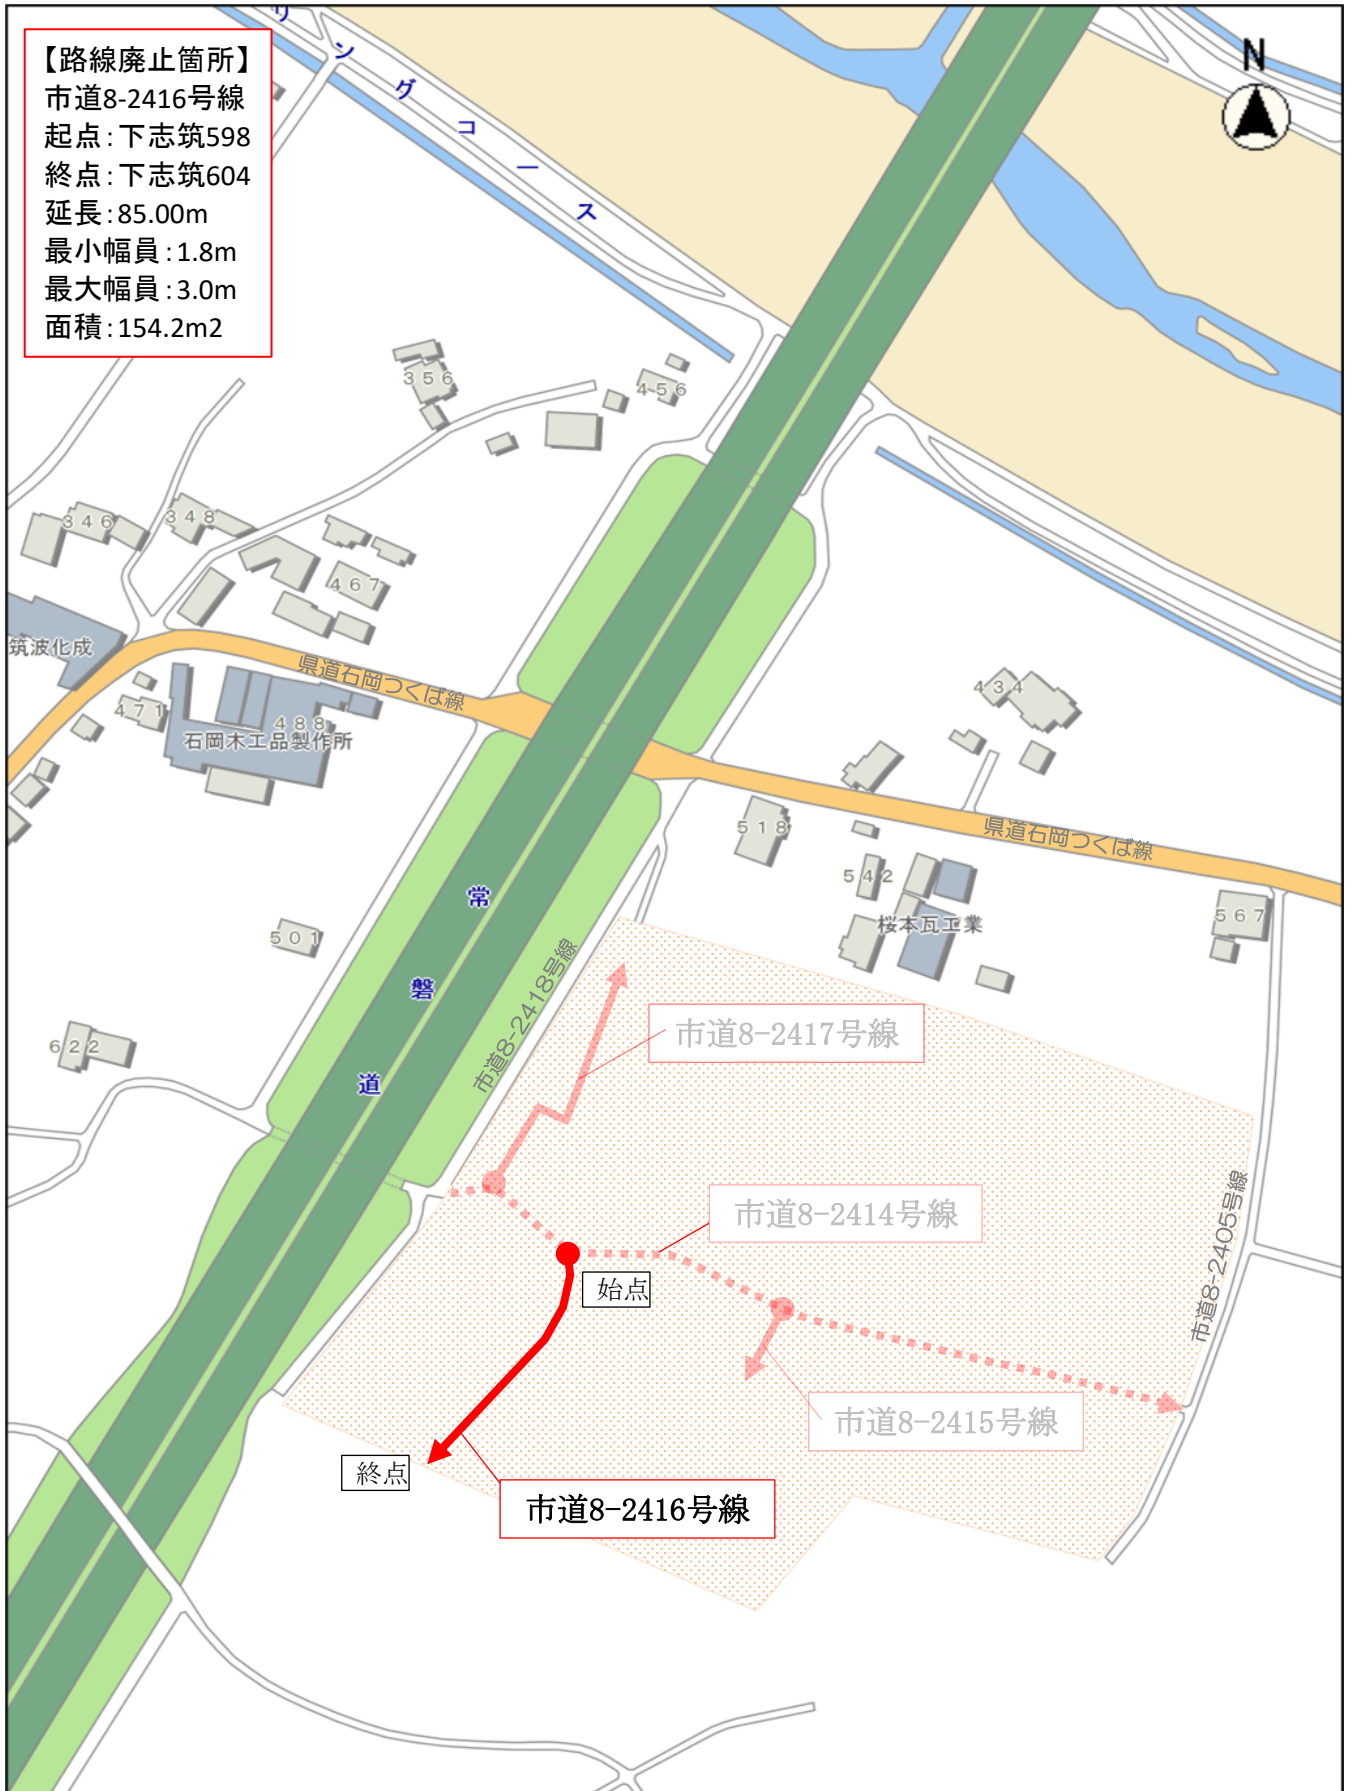 【路線廃止箇所】
市道8-2416号線
起点:下志筑598
終点:下志筑604
延長:85.00m
最小幅員:1.8m
最大幅員:3.0m
面積:154.2m2
リングコース
N
356
456
346
348
467
筑波化成
県道石岡つくば線
471
488
石岡木工品製作所
434
518
県道石岡つくば線
542
桜本瓦工業
567
501
622
常磐道
市道8-2418号線
市道8-2417号線
市道8-2414号線
市道8-2405号線
始点
市道8-2415号線
終点
市道8-2416号線